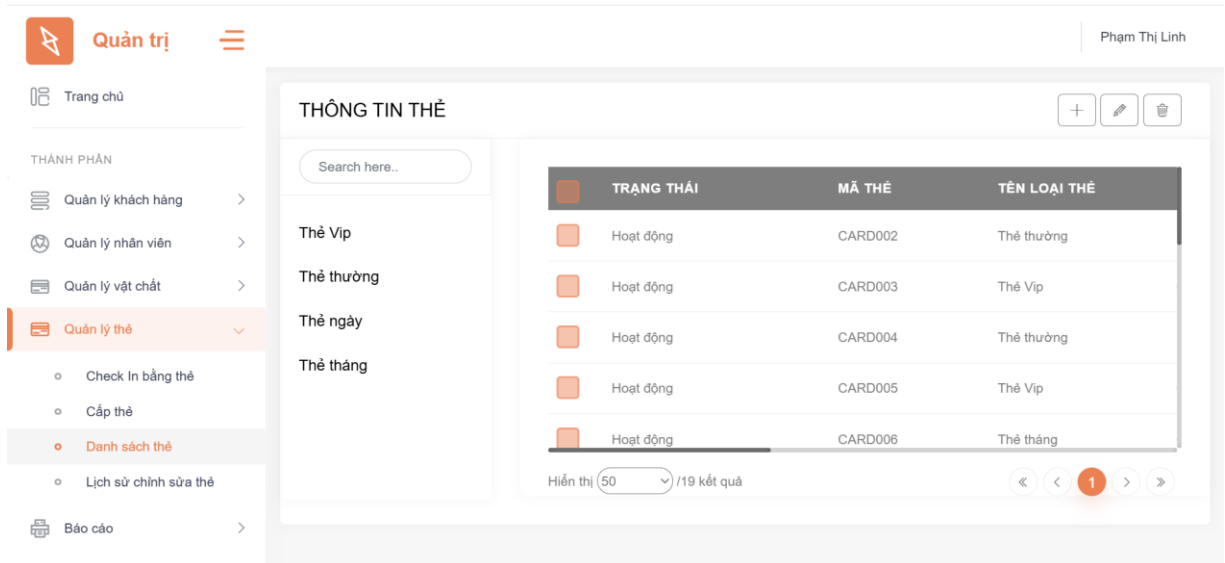 Quản trị
Phạm Thị Linh
Trang chủ
THÀNH PHẦN
Quản lý khách hàng
Quản lý nhân viên
Quản lý vật chất
Quản lý thẻ
Check In bằng thẻ
Cấp thẻ
Danh sách thẻ
Lịch sử chỉnh sửa thẻ
Báo cáo
THÔNG TIN THẺ
Search here..
Thẻ Vip
Thẻ thường
Thẻ ngày
Thẻ tháng
TRẠNG THÁI MÃ THẺ TÊN LOẠI THẺ
Hoạt động CARD002 Thẻ thường
Hoạt động CARD003 Thẻ Vip
Hoạt động CARD004 Thẻ thường
Hoạt động CARD005 Thẻ Vip
Hoạt động CARD006 Thẻ tháng
Hiển thị 50 /19 kết quả
« < 1 > »